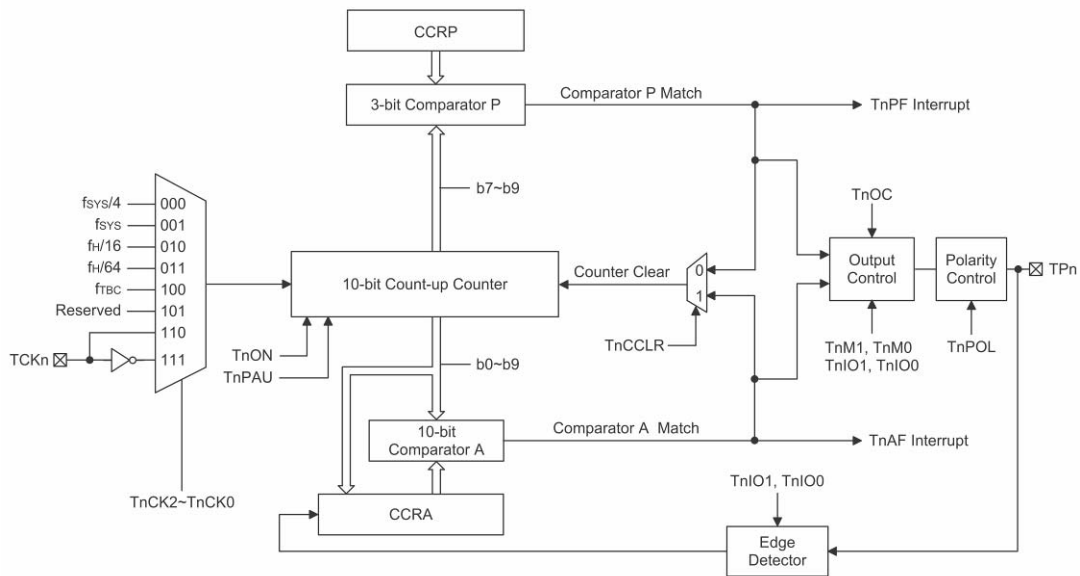 CCRP
3-bit Comparator P
Comparator P Match
TnPF Interrupt
b7~b9
fSYS/4
000
fSYS
001
fH/16
010
fH/64
011
fTBC
100
Reserved
101
110
TCKn
111
10-bit Count-up Counter
Counter Clear
0
1
TnOC
Output
Control
Polarity
Control
TPn
TnON
TnPAU
b0~b9
TnCCLR
TnM1, TnM0
TnIO1, TnIO0
TnPOL
10-bit
Comparator A
Comparator A Match
TnAF Interrupt
TnCK2~TnCK0
CCRA
TnIO1, TnIO0
Edge
Detector